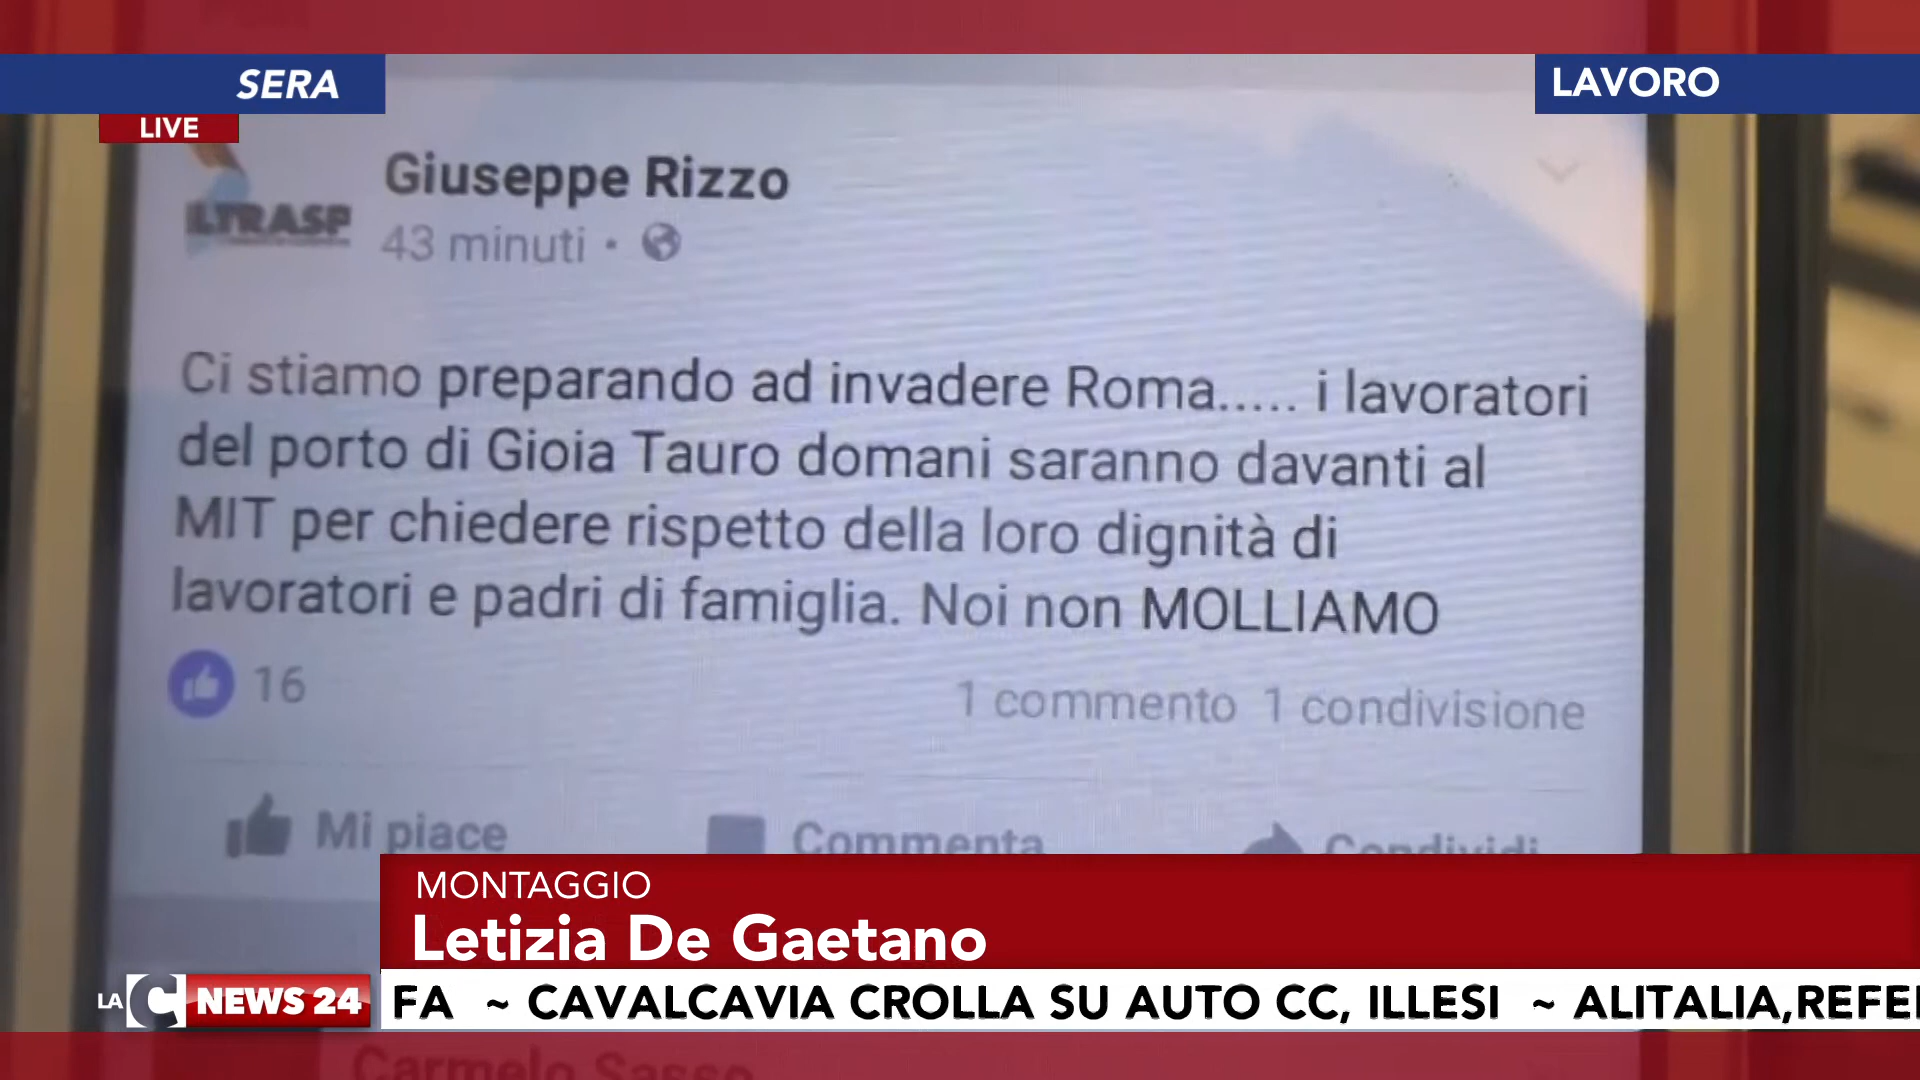 SERA
LAVORO
LIVE
Giuseppe Rizzo
43 minuti
Ci stiamo preparando ad invadere Roma..... i lavoratori
del porto di Gioia Tauro domani saranno davanti al
MIT per chiedere rispetto della loro dignità di
lavoratori e padri di famiglia. Noi non MOLLIAMO
16
1 commento 1 condivisione
Mi piace
Commenta
Condividi
MONTAGGIO
Letizia De Gaetano
LA C NEWS 24
FA ~ CAVALCAVIA CROLLA SU AUTO CC, ILLESI ~ ALITALIA,REFE
Carmelo Sasso